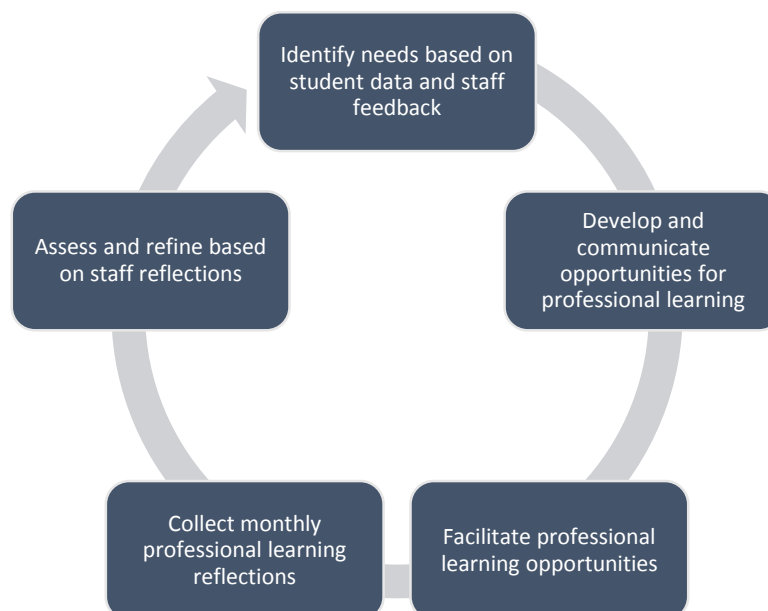 Identify needs based on
student data and staff
feedback
Develop and
communicate
opportunities for
professional learning
Facilitate professional
learning opportunities
Collect monthly
professional learning
reflections
Assess and refine based
on staff reflections